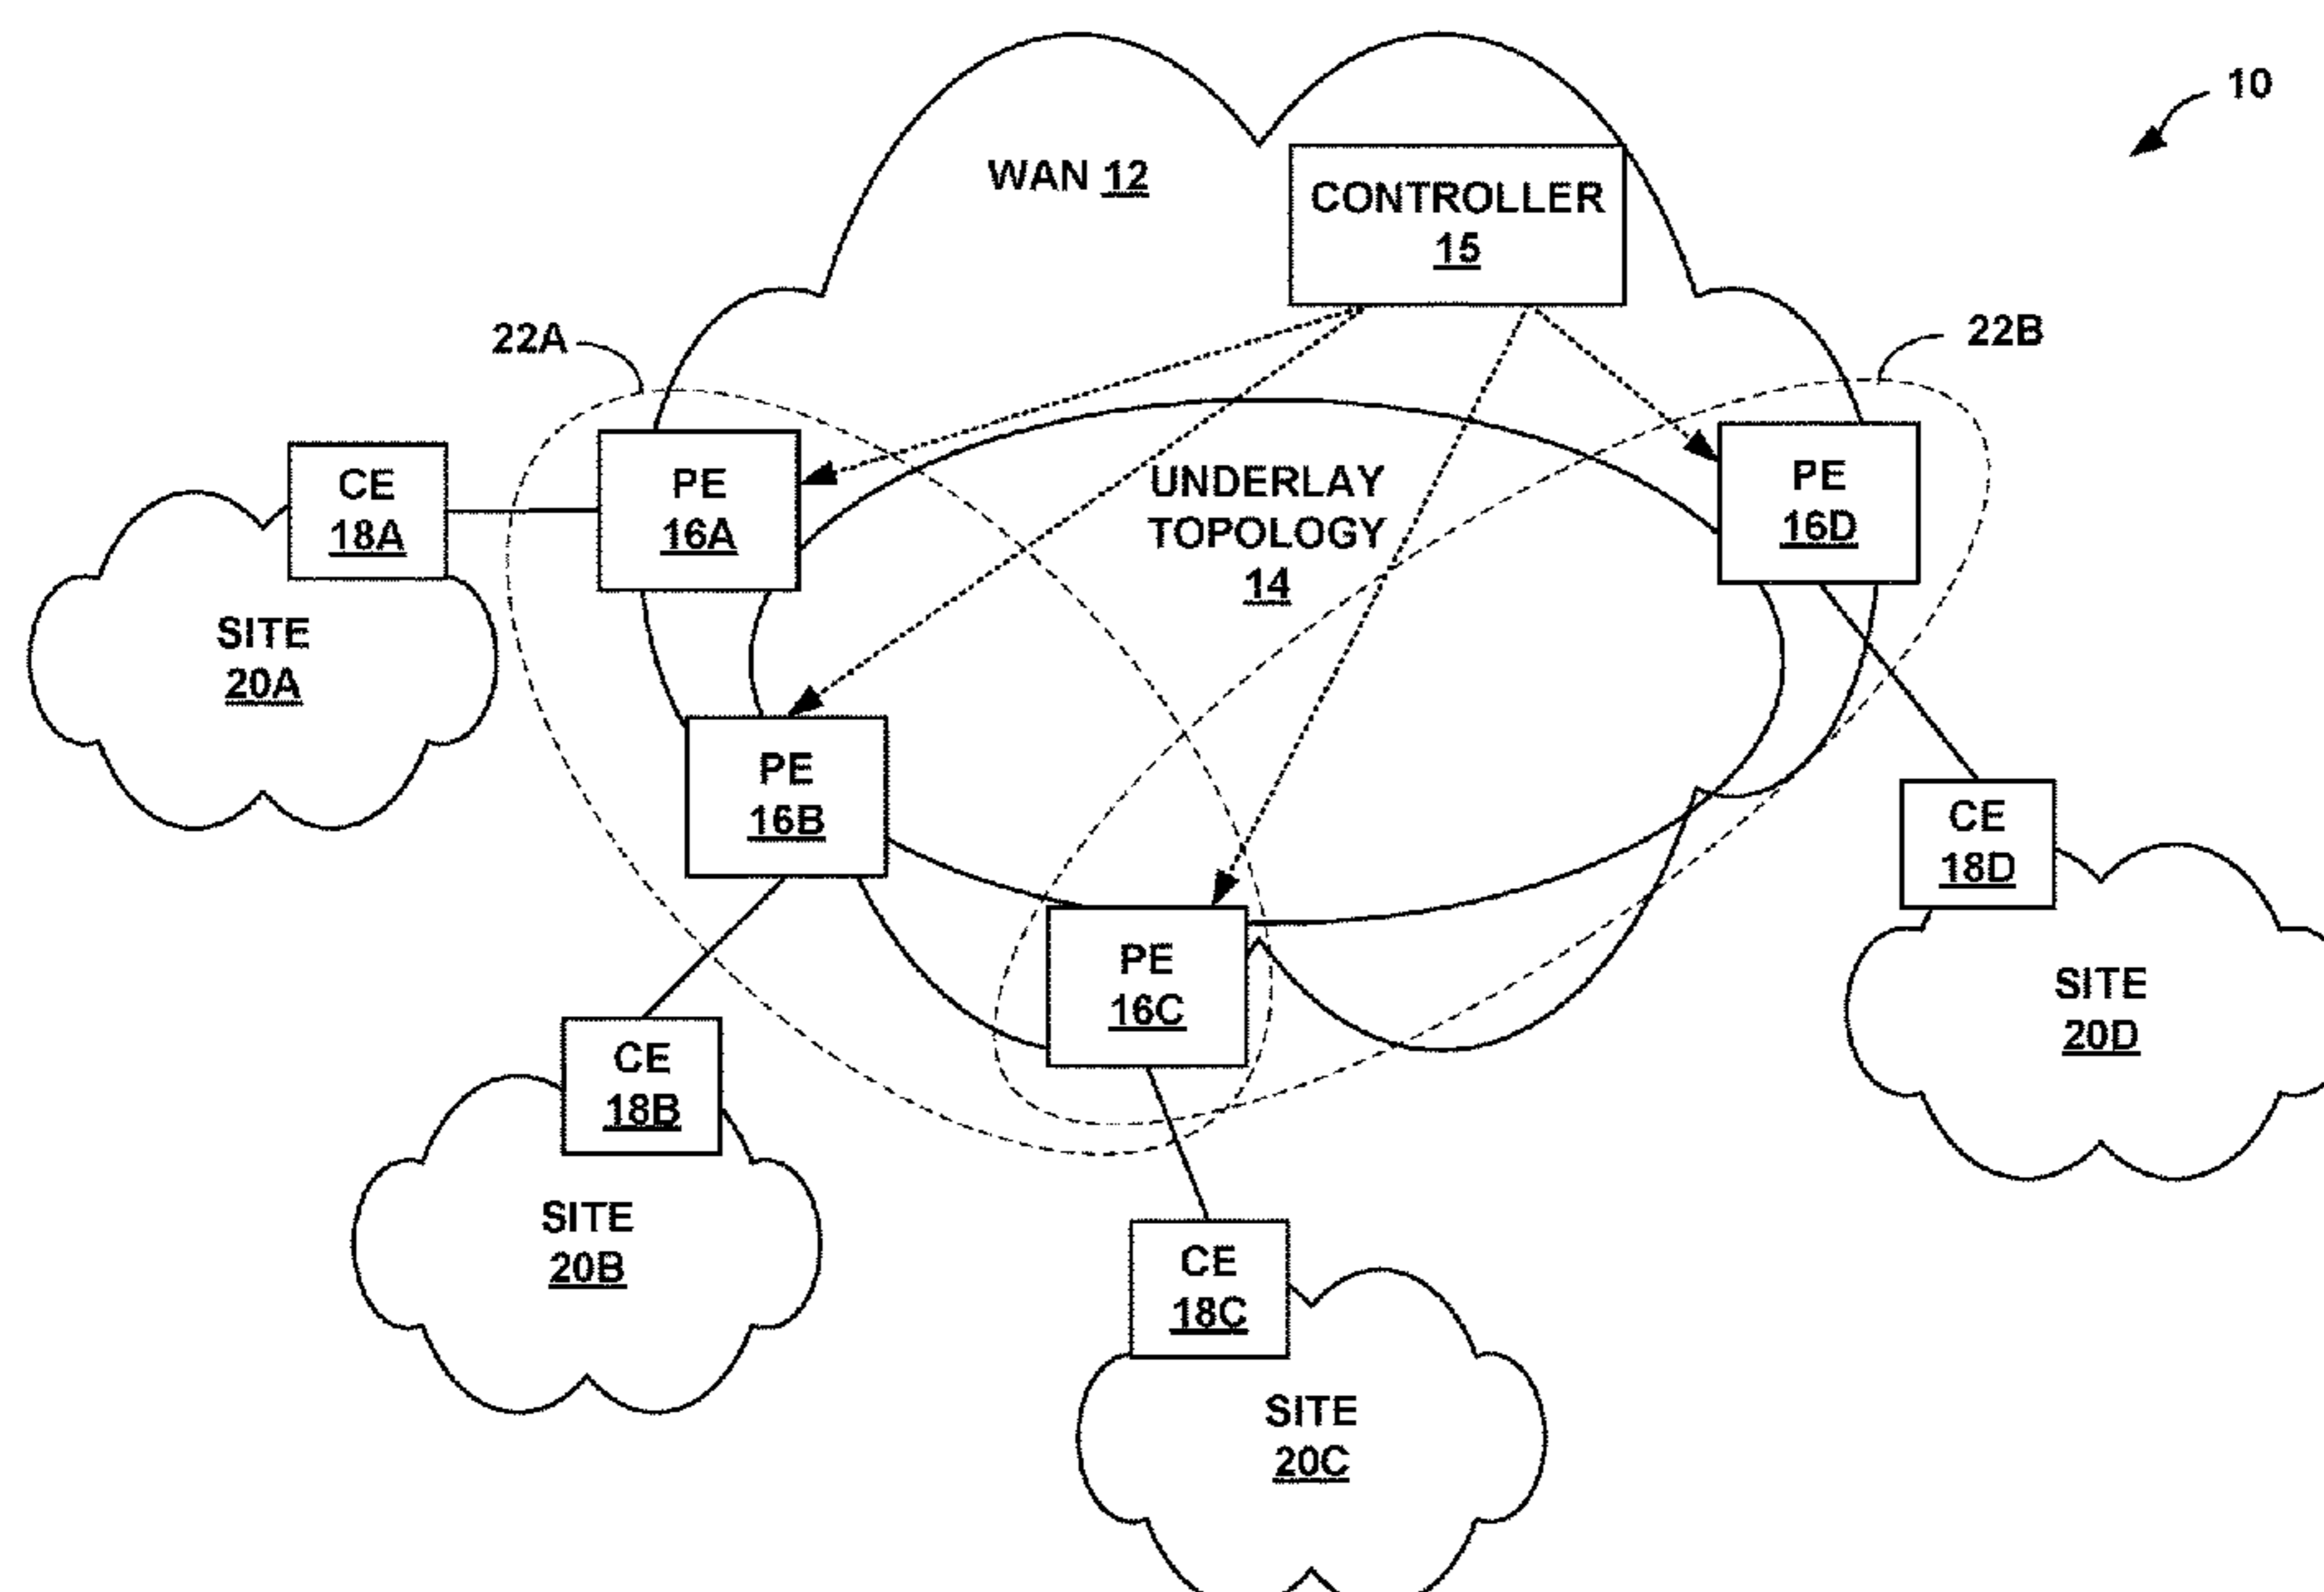 10
WAN 12
CONTROLLER
15
22A
22B
CE
18A
PE
16A
UNDERLAY
TOPOLOGY
14
PE
16D
SITE
20A
PE
16B
CE
18D
PE
16C
SITE
20D
CE
18B
SITE
20B
CE
18C
SITE
20C